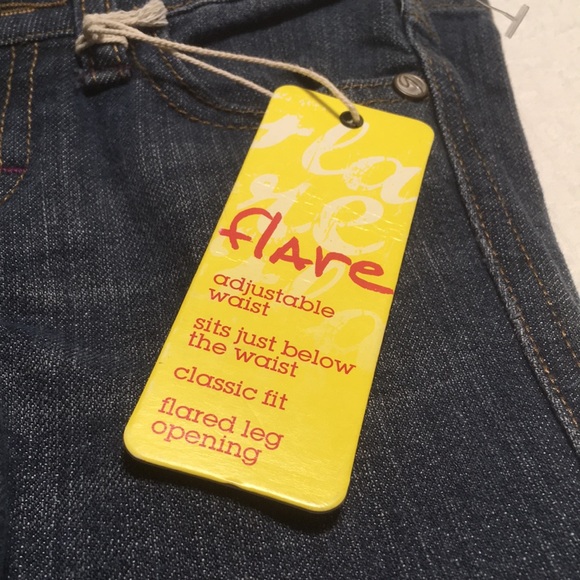 flare
adjustable
waist
sits just below
the waist
classic fit
flared leg
opening